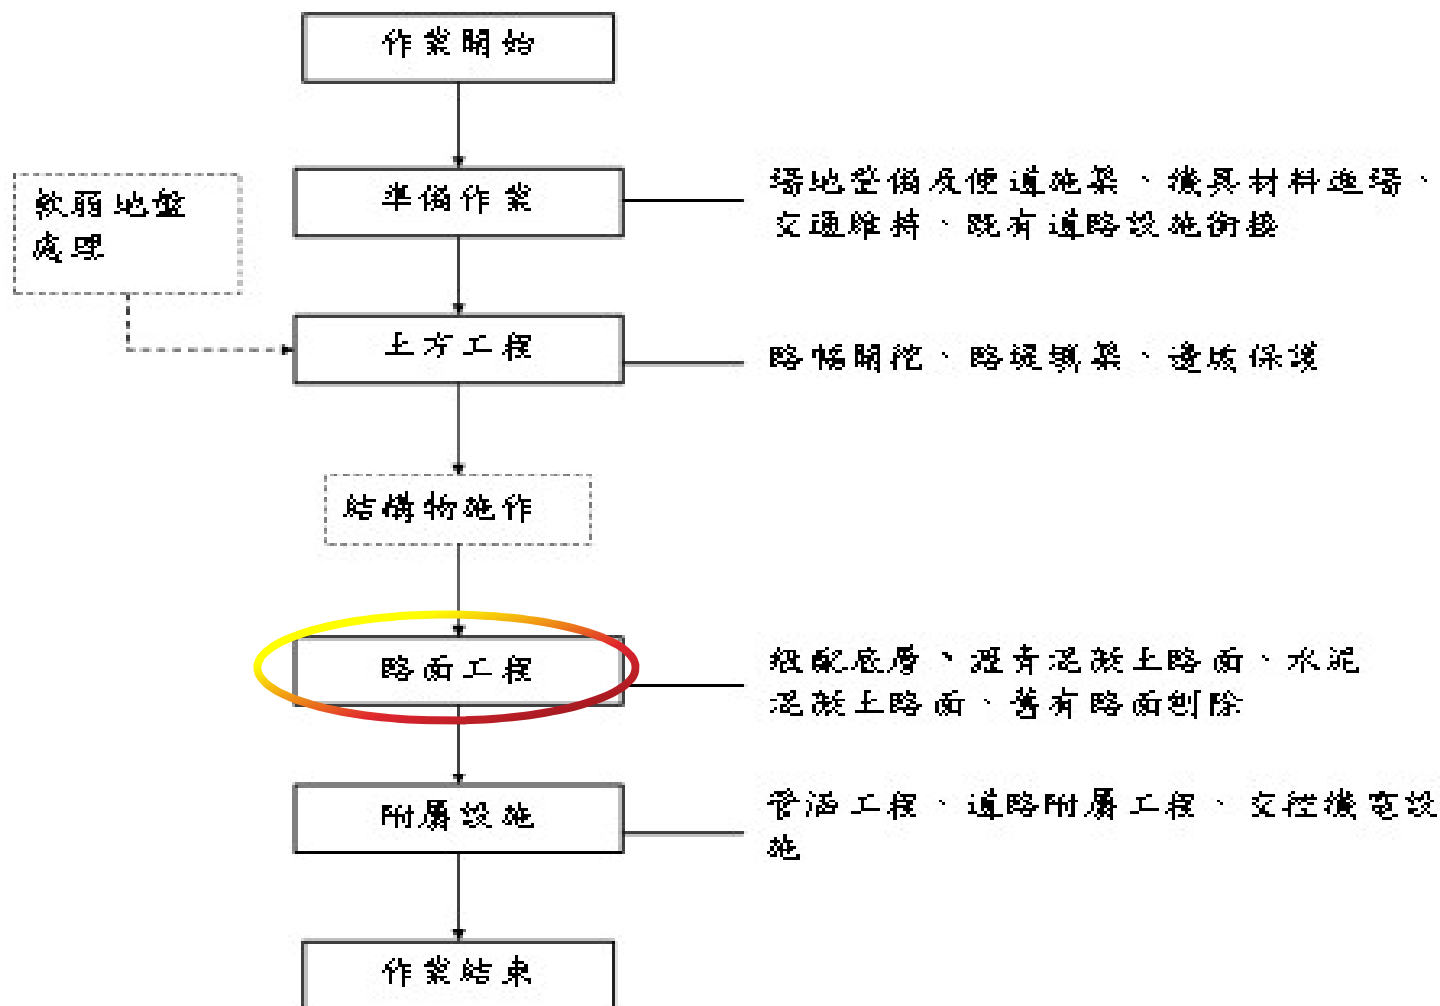 作業開始
準備作業
場地整備及便道施築、機具材料進場、
交通維持、既有道路設施銜接
軟弱地盤
處理
土方工程
路幅開挖、路堤填築、邊坡保護
結構物施作
路面工程
級配底層、瀝青混凝土路面、水泥
混凝土路面、舊有路面刨除
附屬設施
管涵工程、道路附屬工程、交控機電設
施
作業結束